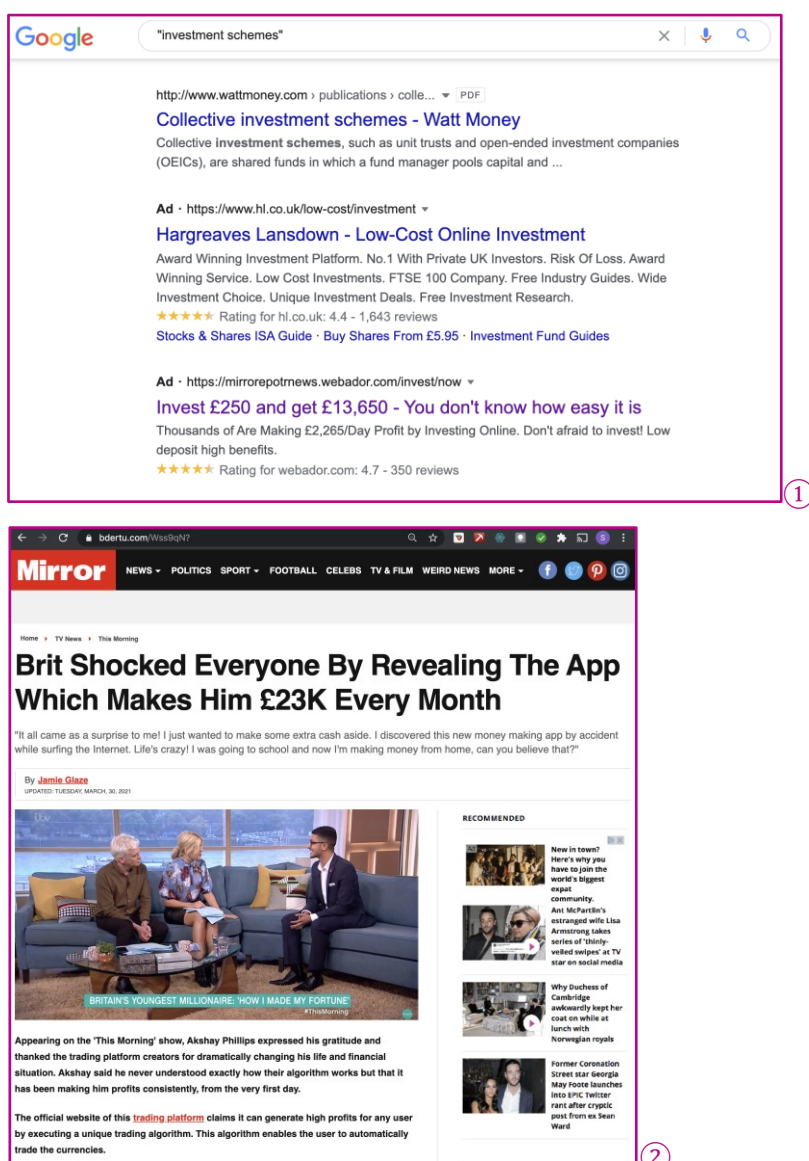 Google
"investment schemes"
http://www.wattmoney.com › publications › colle... PDF
Collective investment schemes - Watt Money
Collective investment schemes, such as unit trusts and open-ended investment companies
(OEICs), are shared funds in which a fund manager pools capital and ...
Ad · https://www.hl.co.uk/low-cost/investment
Hargreaves Lansdown - Low-Cost Online Investment
Award Winning Investment Platform. No.1 With Private UK Investors. Risk Of Loss. Award
Winning Service. Low Cost Investments. FTSE 100 Company. Free Industry Guides. Wide
Investment Choice. Unique Investment Deals. Free Investment Research.
Rating for hl.co.uk: 4.4 - 1,643 reviews
Stocks & Shares ISA Guide · Buy Shares From £5.95 · Investment Fund Guides
Ad · https://mirrorepotrnews.webador.com/invest/now
Invest £250 and get £13,650 - You don't know how easy it is
Thousands of Are Making £2,265/Day Profit by Investing Online. Don't afraid to invest! Low
deposit high benefits.
Rating for webador.com: 4.7 - 350 reviews
①
bdertu.com/Wss9qN?
Mirror NEWS POLITICS SPORT FOOTBALL CELEBS TV & FILM WEIRD NEWS MORE
Home › TV News › This Morning
Brit Shocked Everyone By Revealing The App
Which Makes Him £23K Every Month
"It all came as a surprise to me! I just wanted to make some extra cash aside. I discovered this new money making app by accident
while surfing the Internet. Life's crazy! I was going to school and now I'm making money from home, can you believe that?"
By Jamie Glaze
UPDATED: TUESDAY, MARCH, 30, 2021
itv
BRITAIN'S YOUNGEST MILLIONAIRE: 'HOW I MADE MY FORTUNE'
#ThisMorning
Appearing on the 'This Morning' show, Akshay Phillips expressed his gratitude and
thanked the trading platform creators for dramatically changing his life and financial
situation. Akshay said he never understood exactly how their algorithm works but that it
has been making him profits consistently, from the very first day.
The official website of this trading platform claims it can generate high profits for any user
by executing a unique trading algorithm. This algorithm enables the user to automatically
trade the currencies.
RECOMMENDED
Ad
New in town?
Here's why you
have to join the
world's biggest
expat
community.
Ant McPartlin's
estranged wife Lisa
Armstrong takes
series of 'thinly-
veiled swipes' at TV
star on social media
Why Duchess of
Cambridge
awkwardly kept her
coat on while at
lunch with
Norwegian royals
Former Coronation
Street star Georgia
May Foote launches
into EPIC Twitter
rant after cryptic
post from ex Sean
Ward
②